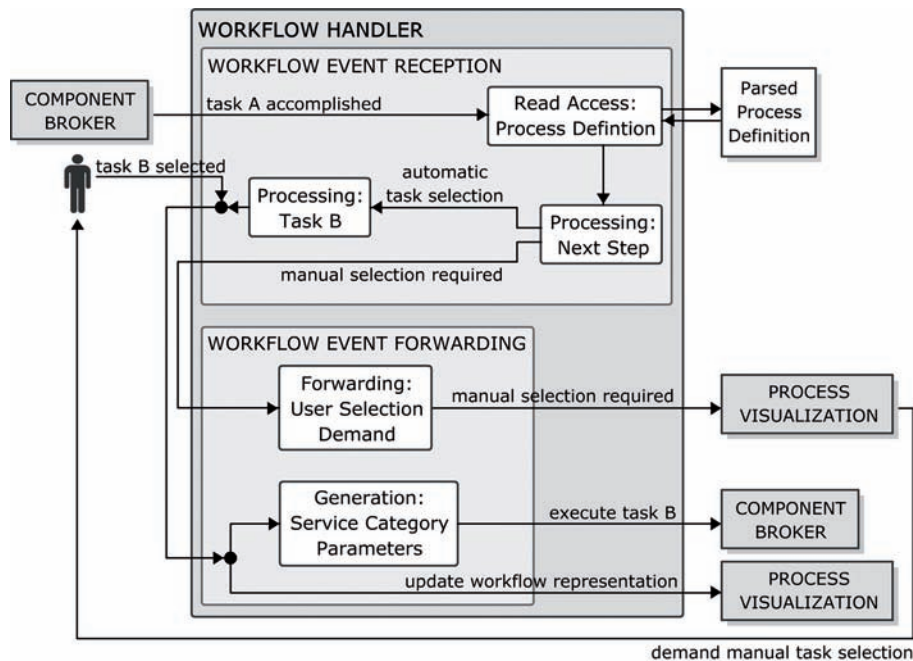 WORKFLOW HANDLER
WORKFLOW EVENT RECEPTION
COMPONENT
BROKER
task A accomplished
Read Access:
Process Defintion
Parsed
Process
Definition
task B selected
Processing:
Task B
automatic
task selection
Processing:
Next Step
manual selection required
WORKFLOW EVENT FORWARDING
Forwarding:
User Selection
Demand
manual selection required
PROCESS
VISUALIZATION
Generation:
Service Category
Parameters
execute task B
COMPONENT
BROKER
update workflow representation
PROCESS
VISUALIZATION
demand manual task selection